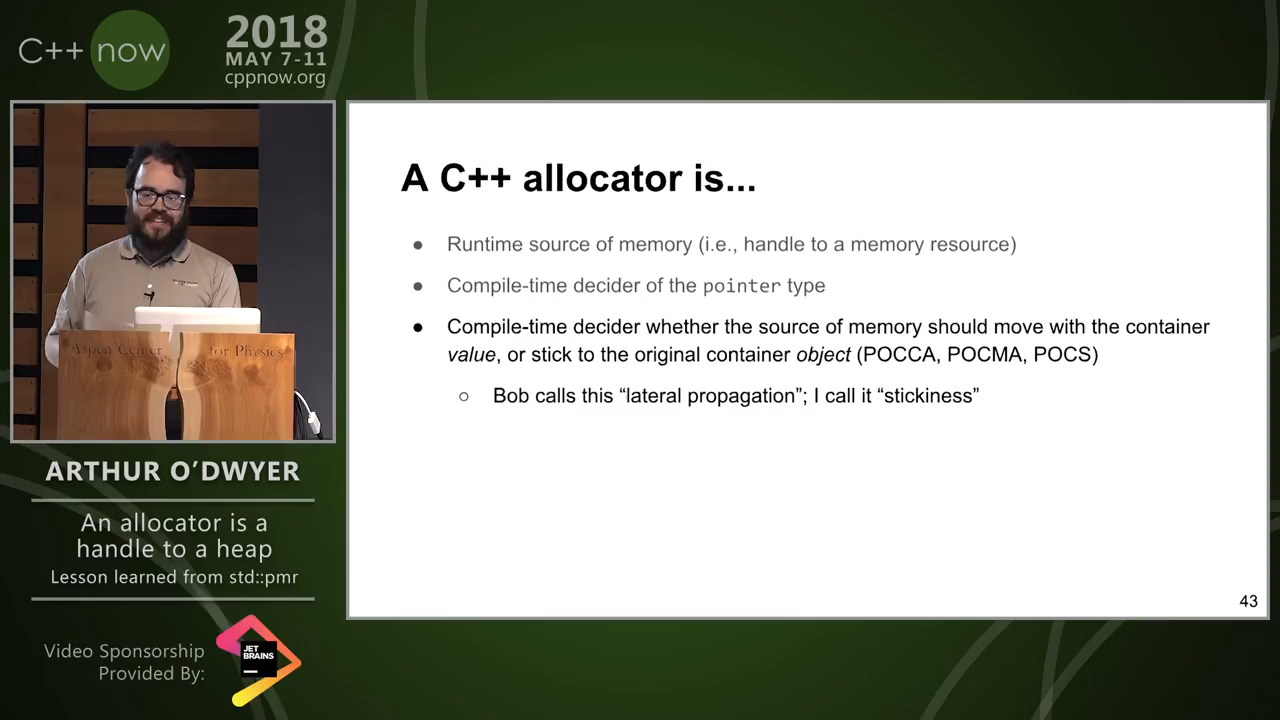 C++ now
2018
MAY 7-11
cppnow.org
Aspen Center for Physics
ARTHUR O'DWYER
An allocator is a
handle to a heap
Lesson learned from std::pmr
Video Sponsorship
Provided By:
JET
BRAINS
A C++ allocator is...
● Runtime source of memory (i.e., handle to a memory resource)
● Compile-time decider of the pointer type
● Compile-time decider whether the source of memory should move with the container
value, or stick to the original container object (POCCA, POCMA, POCS)
○ Bob calls this “lateral propagation”; I call it “stickiness”
43